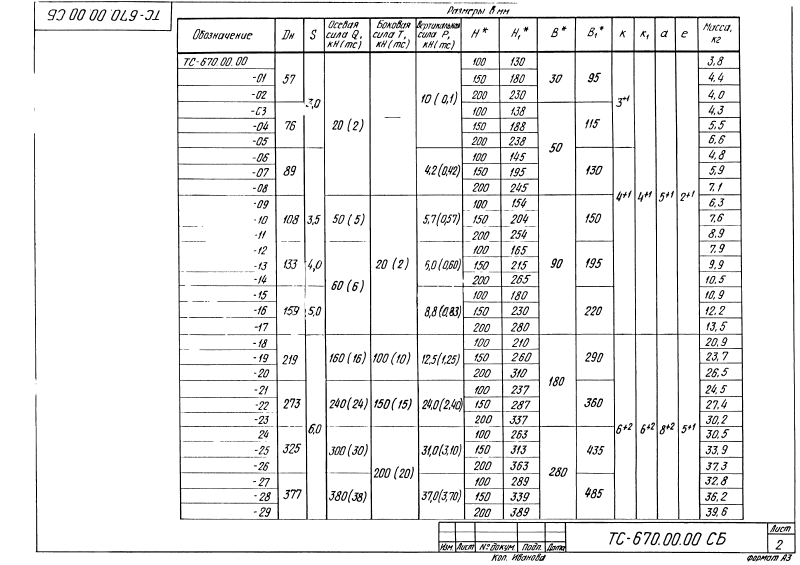 ТС-670 00 00 СБ
Размеры в мм
Обозначение Dн S Осевая сила Q, кН(тс) Боковая сила Т, кН(тс) Вертикальная сила Р, кН(тс) H* H₁* B* B₁* к к₁ а е Масса, кг
ТС-670.00.00 57 3,0 20 (2) — 10 (0,1) 100 130 30 95 3+1 4+1 5+1 2+1 3,8
-01 150 180 4,4
-02 200 230 4,0
-03 76 100 138 50 115 4,3
-04 150 188 5,5
-05 200 238 6,6
-06 89 3,5 4,2(0,42) 100 145 130 4+1 4,8
-07 150 195 5,9
-08 200 245 7,1
-09 108 50 (5) 20 (2) 5,7(0,57) 100 154 90 150 6,3
-10 150 204 7,6
-11 200 254 8,9
-12 133 4,0 60 (6) 6,0(0,60) 100 165 195 7,9
-13 150 215 9,9
-14 200 265 10,5
-15 159 5,0 8,8(0,83) 100 180 220 10,9
-16 150 230 12,2
-17 200 280 13,5
-18 219 6,0 160 (16) 100 (10) 12,5(1,25) 100 210 180 290 6+2 6+2 8+2 5+1 20,9
-19 150 260 23,7
-20 200 310 26,5
-21 273 240 (24) 150 (15) 24,0(2,40) 100 237 360 24,5
-22 150 287 27,4
-23 200 337 30,2
24 325 300 (30) 200 (20) 31,0(3,10) 100 263 280 435 30,5
-25 150 313 33,9
-26 200 363 37,3
-27 377 380(38) 37,0(3,70) 100 289 485 32,8
-28 150 339 36,2
-29 200 389 39,6
ТС-670.00.00 СБ
Лист
2
Изм Лист №докум Подп. Дата
Коп. Иванова
формат А3